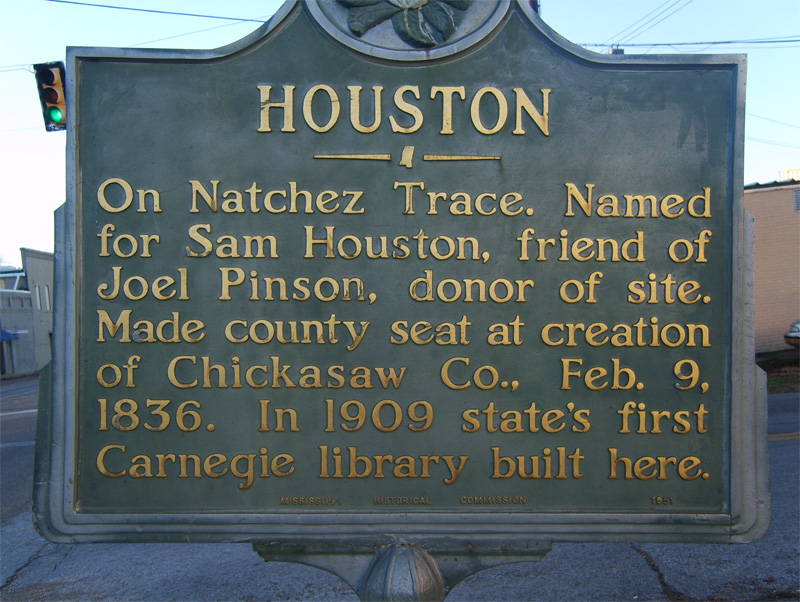 HOUSTON
On Natchez Trace. Named
for Sam Houston, friend of
Joel Pinson, donor of site.
Made county seat at creation
of Chickasaw Co., Feb. 9,
1836. In 1909 state's first
Carnegie library built here.
MISSISSIPPI HISTORICAL COMMISSION